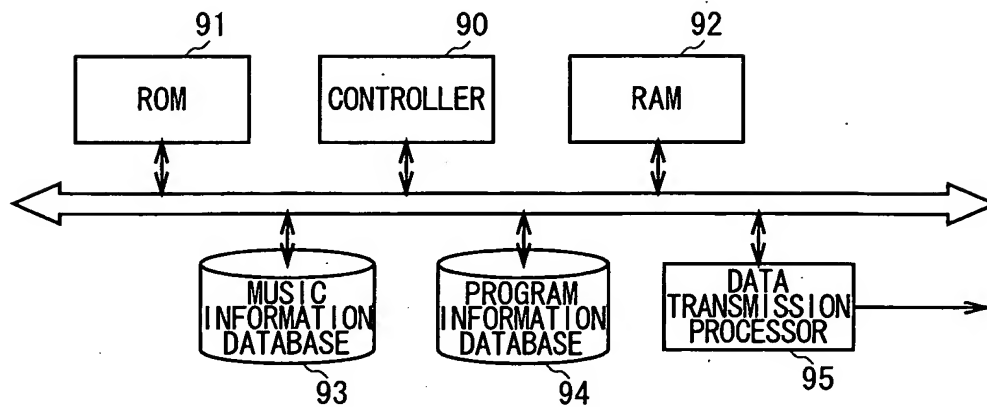 91
90
92
ROM
CONTROLLER
RAM
MUSIC
INFORMATION
DATABASE
PROGRAM
INFORMATION
DATABASE
DATA
TRANSMISSION
PROCESSOR
93
94
95